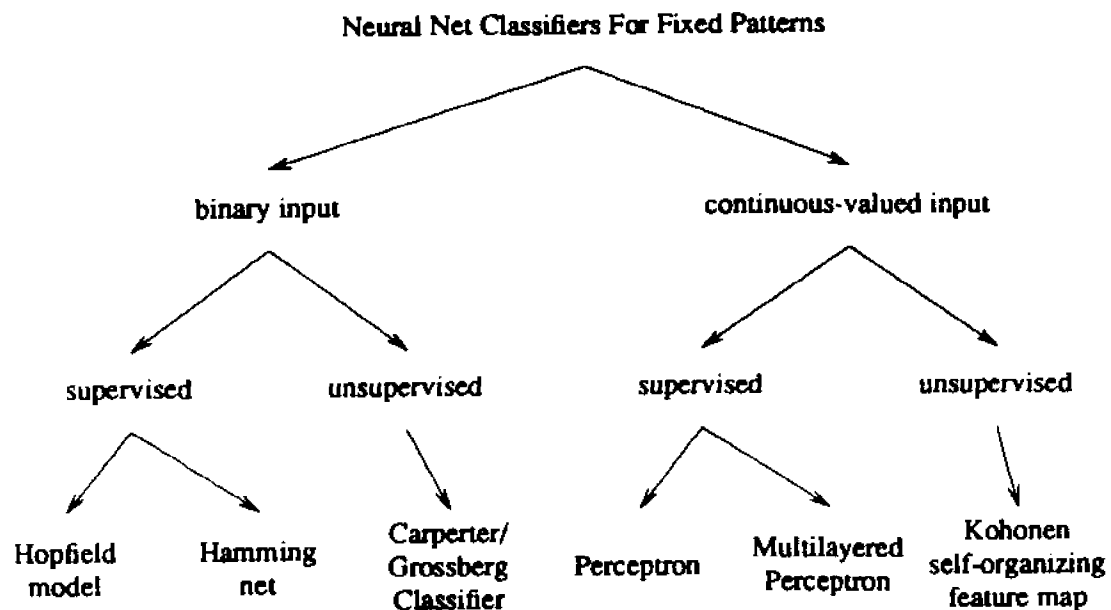 Neural Net Classifiers For Fixed Patterns
binary input
continuous-valued input
supervised
unsupervised
supervised
unsupervised
Hopfield
model
Hamming
net
Carperter/
Grossberg
Classifier
Perceptron
Multilayered
Perceptron
Kohonen
self-organizing
feature map